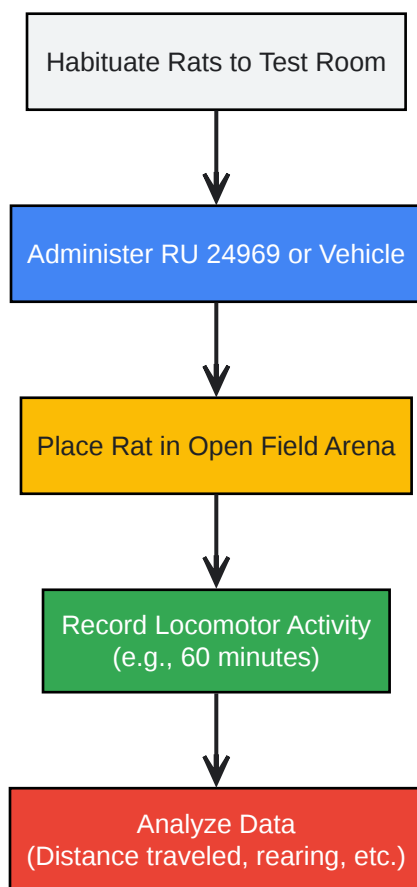 Habituate Rats to Test Room
Administer RU 24969 or Vehicle
Place Rat in Open Field Arena
Record Locomotor Activity
(e.g., 60 minutes)
Analyze Data
(Distance traveled, rearing, etc.)